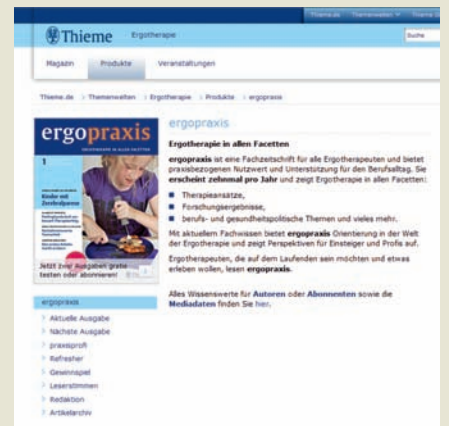 Thieme.de Themenwelten Thieme
Thieme Ergotherapie
Suche
Magazin Produkte Veranstaltungen
Thieme.de › Themenwelten › Ergotherapie › Produkte › ergopraxis
ergopraxis
ERGOTHERAPIE IN ALLEN FACETTEN
1
Kinder mit
Zerebralparese
Jetzt zwei Ausgaben gratis
testen oder abonnieren!
ergopraxis
Aktuelle Ausgabe
Nächste Ausgabe
praxisprofi
Refresher
Gewinnspiel
Leserstimmen
Redaktion
Artikelarchiv
ergopraxis
Ergotherapie in allen Facetten
ergopraxis ist eine Fachzeitschrift für alle Ergotherapeuten und bietet
praxisbezogenen Nutzwert und Unterstützung für den Berufsalltag. Sie
erscheint zehnmal pro Jahr und zeigt Ergotherapie in allen Facetten:
Therapieansätze,
Forschungsergebnisse,
berufs- und gesundheitspolitische Themen und vieles mehr.
Mit aktuellem Fachwissen bietet ergopraxis Orientierung in der Welt
der Ergotherapie und zeigt Perspektiven für Einsteiger und Profis auf.
Ergotherapeuten, die auf dem Laufenden sein möchten und etwas
erleben wollen, lesen ergopraxis.
Alles Wissenswerte für Autoren oder Abonnenten sowie die
Mediadaten finden Sie hier.